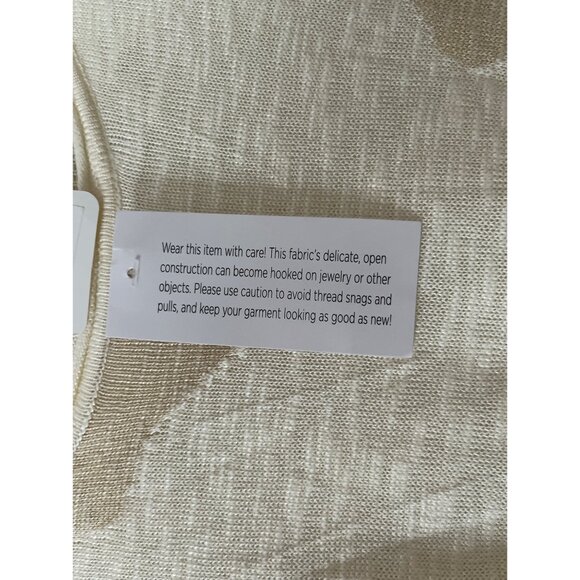 Wear this item with care! This fabric's delicate, open
construction can become hooked on jewelry or other
objects. Please use caution to avoid thread snags and
pulls, and keep your garment looking as good as new!